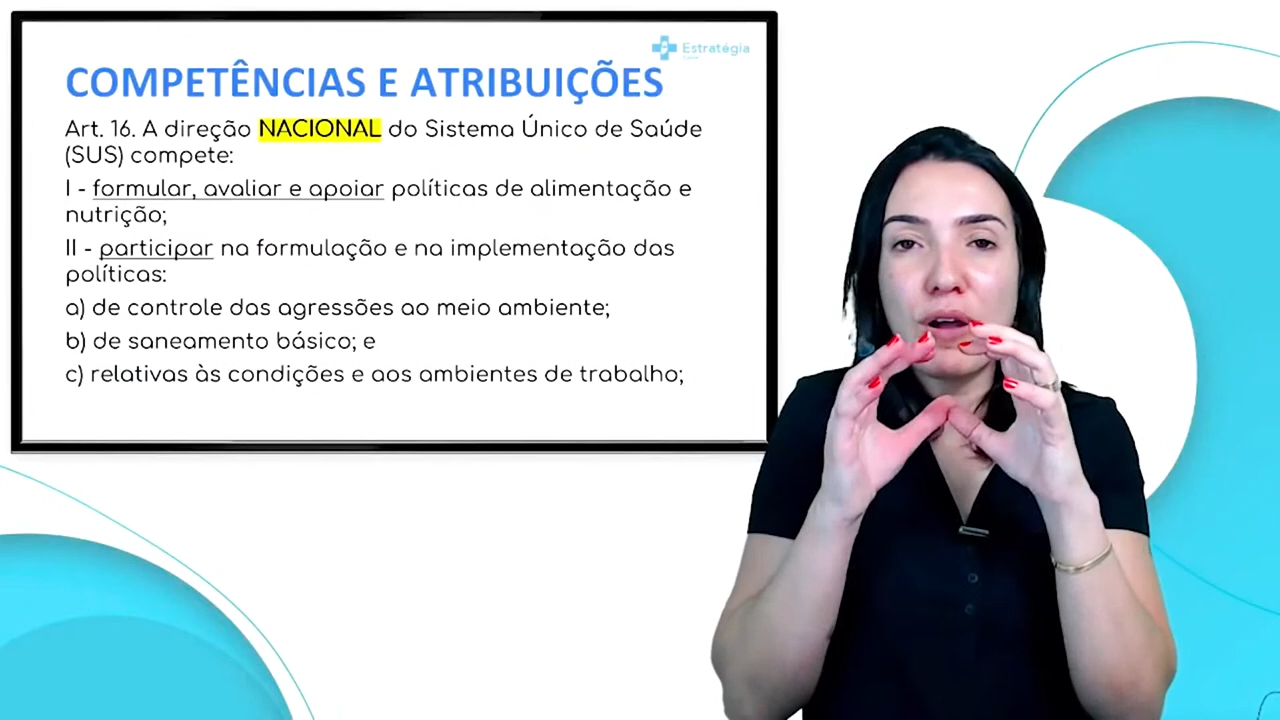 Estratégia
COMPETÊNCIAS E ATRIBUIÇÕES
Art. 16. A direção NACIONAL do Sistema Único de Saúde
(SUS) compete:
I - formular, avaliar e apoiar políticas de alimentação e
nutrição;
II - participar na formulação e na implementação das
políticas:
a) de controle das agressões ao meio ambiente;
b) de saneamento básico; e
c) relativas às condições e aos ambientes de trabalho;